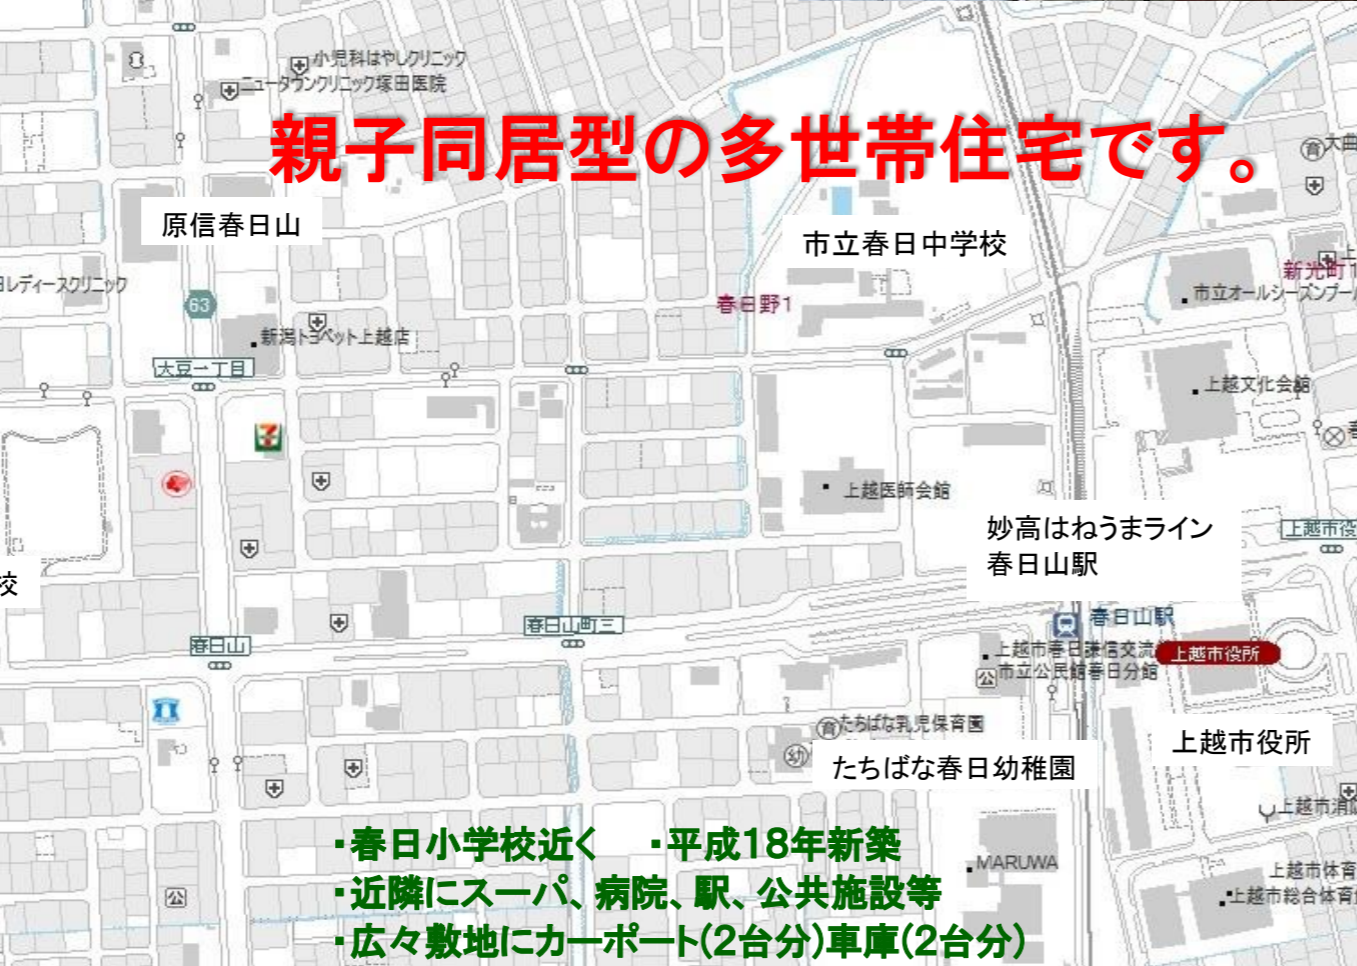 小児科はやしクリニック
ニュータウンクリニック塚田医院
親子同居型の多世帯住宅です。
育
大曲
原信春日山
市立春日中学校
レディースクリニック
63
春日野1
新光町1
市立オールシーズンプール
新潟トヨペット上越店
大豆一丁目
上越文化会館
7
上越医師会館
妙高はねうまライン
春日山駅
上越市役
校
春日山
春日山町三
春日山駅
上越市春日謙信交流
上越市役所
公
市立公民館春日分館
育
たちばな乳児保育園
幼
たちばな春日幼稚園
上越市役所
上越市消防
・春日小学校近く ・平成18年新築
MARUWA
上越市体育
・近隣にスーパ、病院、駅、公共施設等
公
上越市総合体育
・広々敷地にカーポート(2台分)車庫(2台分)